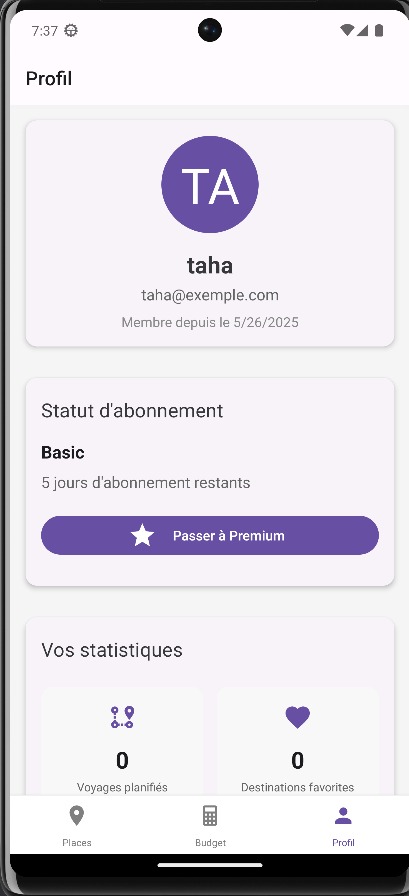 7:37
Profil
TA
taha
taha@exemple.com
Membre depuis le 5/26/2025
Statut d'abonnement
Basic
5 jours d'abonnement restants
Passer à Premium
Vos statistiques
0 0
Voyages planifiés Destinations favorites
Places Budget Profil